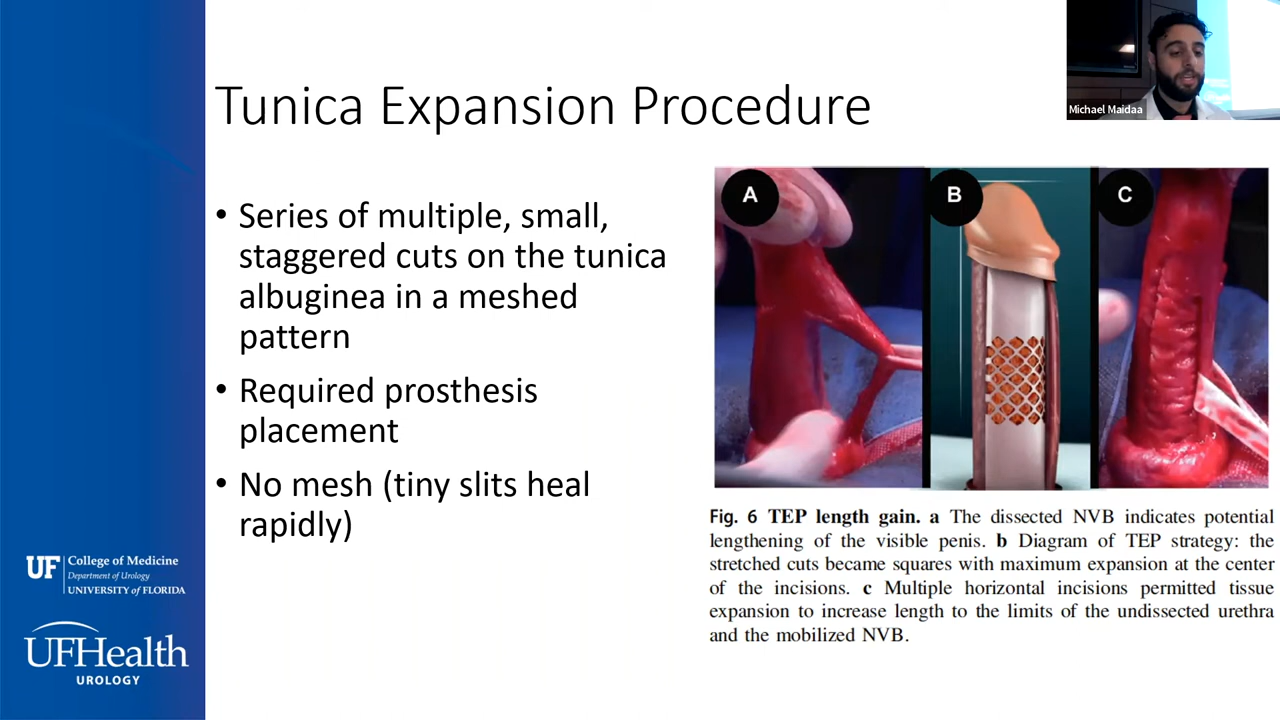 Michael Maidaa
Tunica Expansion Procedure
• Series of multiple, small,
staggered cuts on the tunica
albuginea in a meshed
pattern
• Required prosthesis
placement
• No mesh (tiny slits heal
rapidly)
A
B
C
Fig. 6 TEP length gain. a The dissected NVB indicates potential
lengthening of the visible penis. b Diagram of TEP strategy: the
stretched cuts became squares with maximum expansion at the center
of the incisions. c Multiple horizontal incisions permitted tissue
expansion to increase length to the limits of the undissected urethra
and the mobilized NVB.
UF
College of Medicine
Department of Urology
UNIVERSITY of FLORIDA
UFHealth
UROLOGY